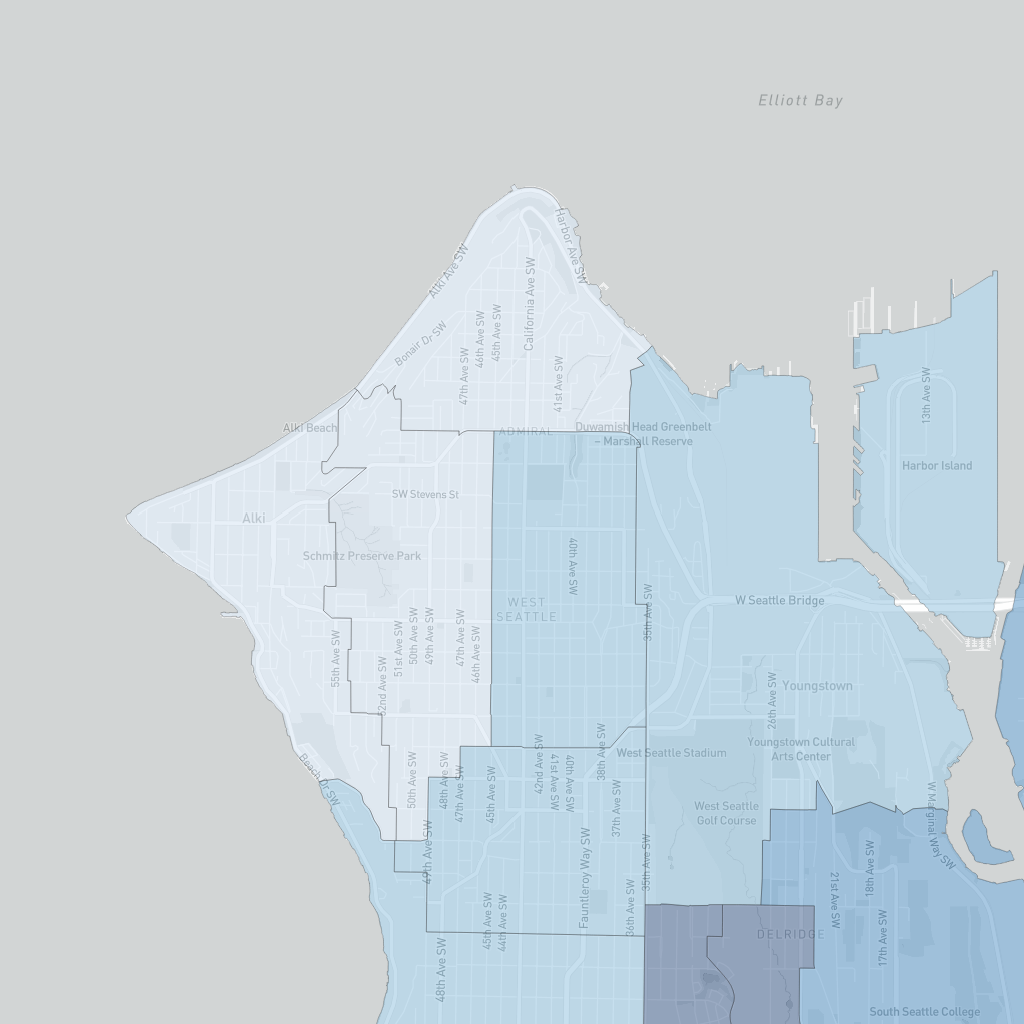 Elliott Bay
Harbor Ave SW
Alki Ave SW
California Ave SW
Bonair Dr SW
45th Ave SW
46th Ave SW
47th Ave SW
41st Ave SW
13th Ave SW
Alki Beach
ADMIRAL
Duwamish Head Greenbelt
– Marshall Reserve
Harbor Island
SW Stevens St
Alki
Schmitz Preserve Park
40th Ave SW
WEST
SEATTLE
35th Ave SW
W Seattle Bridge
55th Ave SW
52nd Ave SW
51st Ave SW
50th Ave SW
49th Ave SW
47th Ave SW
46th Ave SW
26th Ave SW
Youngstown
West Seattle Stadium
Youngstown Cultural
Arts Center
Beach Dr SW
50th Ave SW
48th Ave SW
47th Ave SW
45th Ave SW
42nd Ave SW
41st Ave SW
40th Ave SW
38th Ave SW
37th Ave SW
West Seattle
Golf Course
W Marginal Way SW
49th Ave SW
Fauntleroy Way SW
35th Ave SW
36th Ave SW
21st Ave SW
18th Ave SW
17th Ave SW
45th Ave SW
44th Ave SW
48th Ave SW
DELRIDGE
South Seattle College